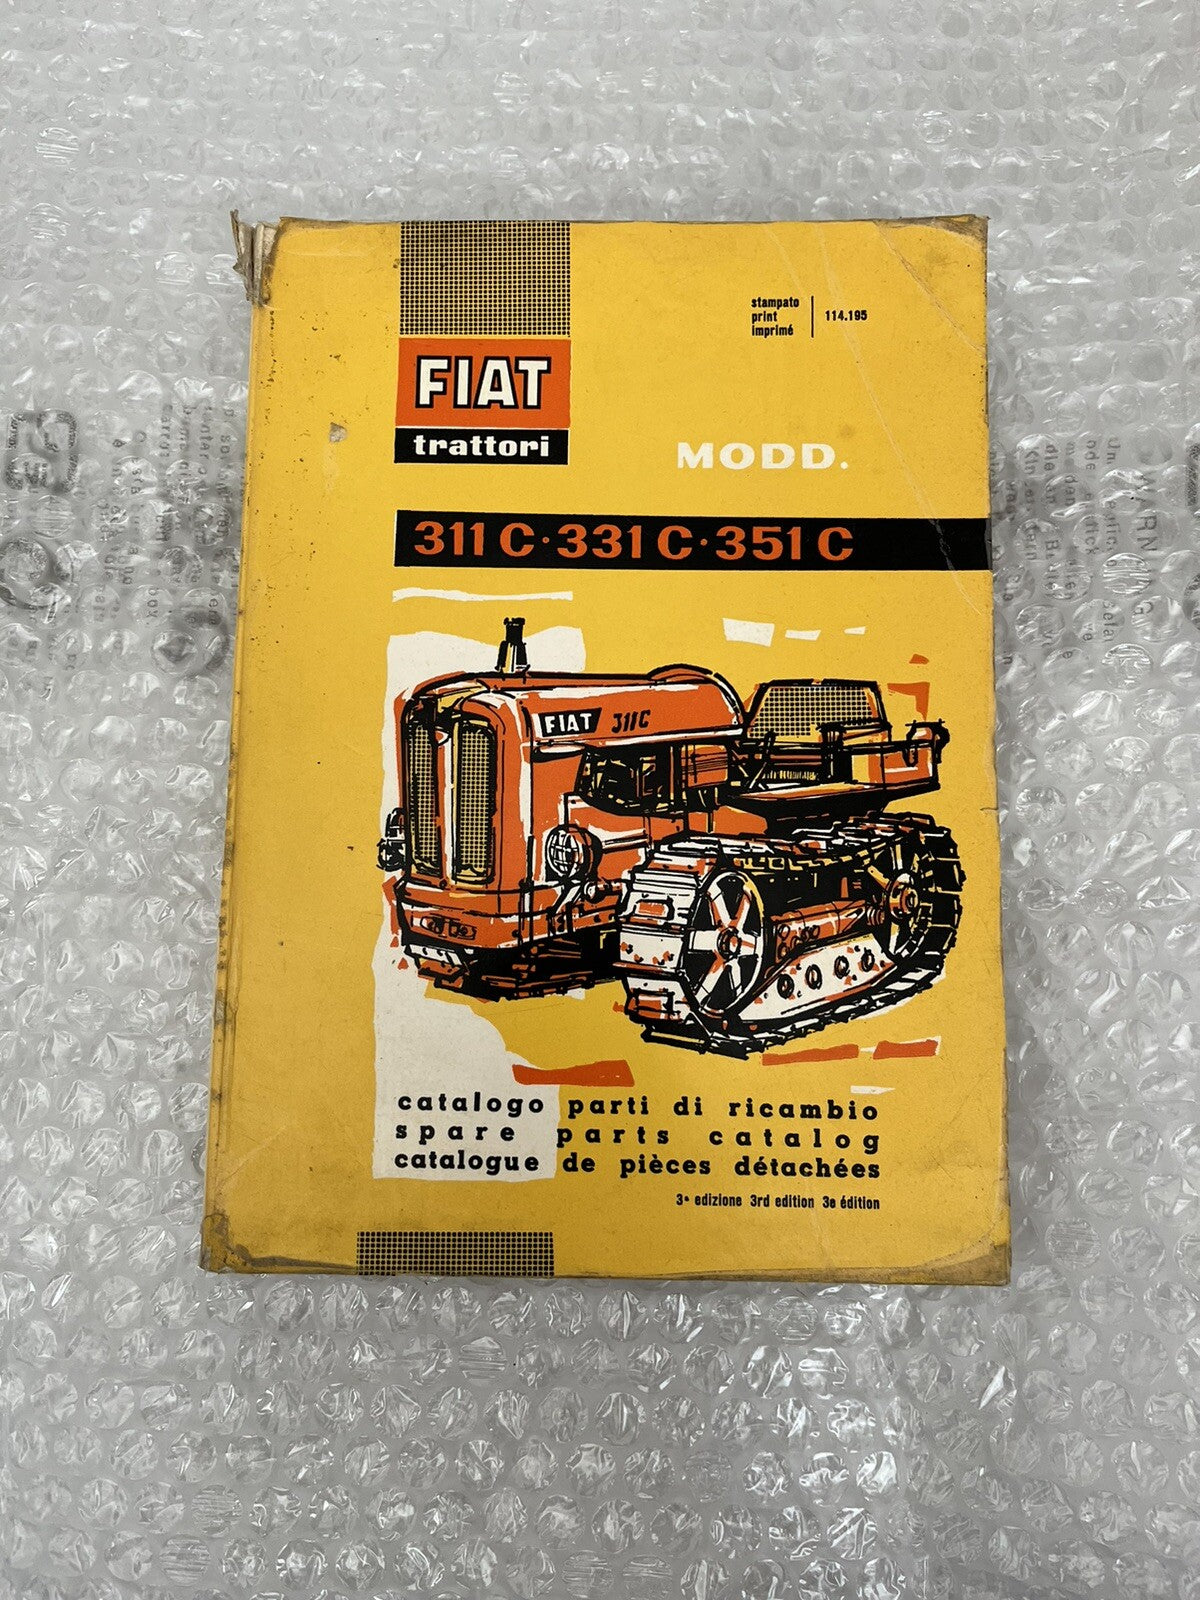 stampato
print
imprimé
114.195
FIAT
trattori
MODD.
311 C · 331 C · 351 C
FIAT 311C
catalogo parti di ricambio
spare parts catalog
catalogue de pièces détachées
3ª edizione 3rd edition 3e édition
WARNING